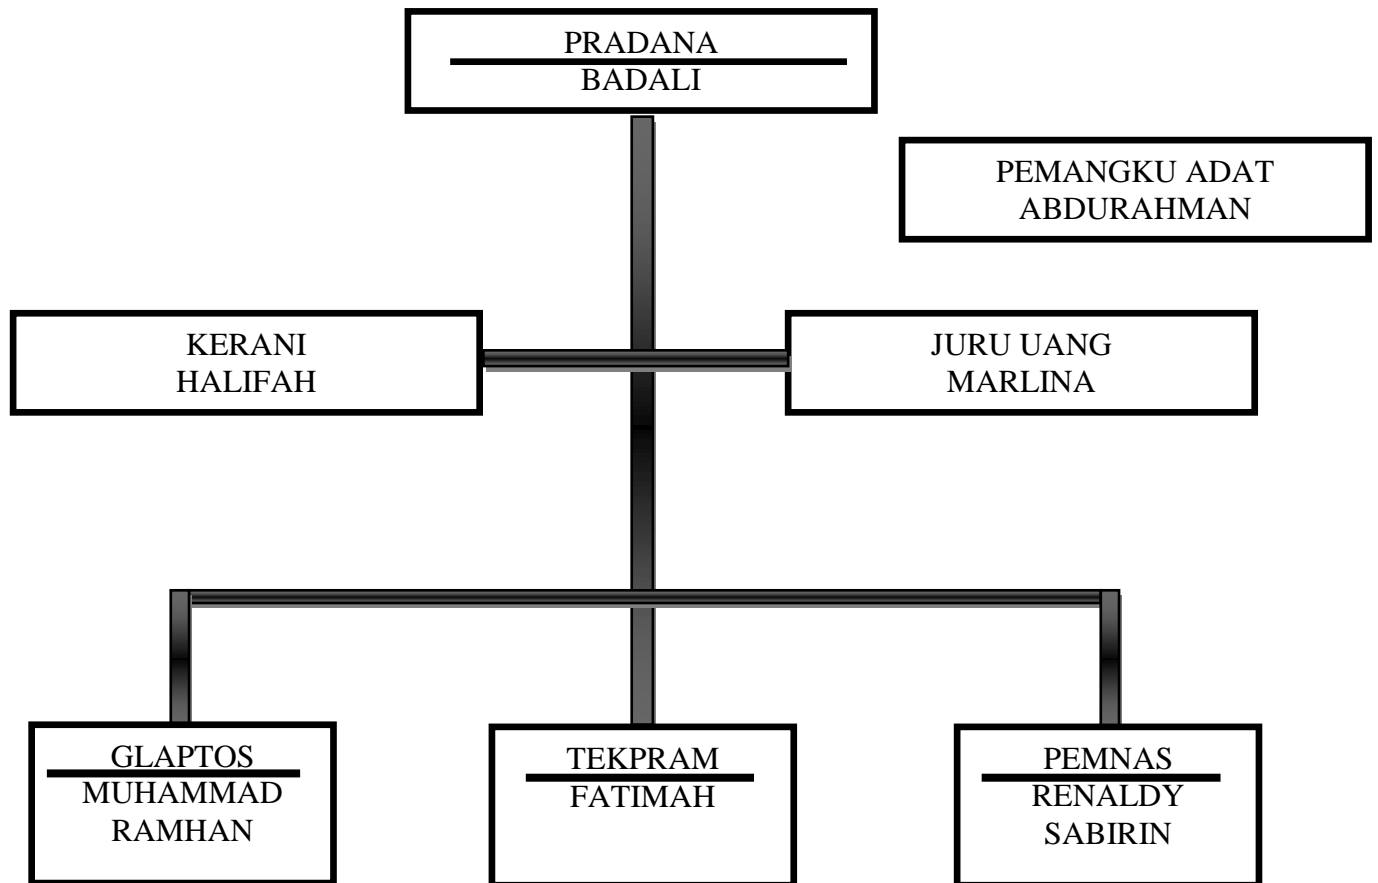 PRADANA
BADALI
PEMANGKU ADAT
ABDURAHMAN
KERANI
HALIFAH
JURU UANG
MARLINA
GLAPTOS
MUHAMMAD
RAMHAN
TEKPRAM
FATIMAH
PEMNAS
RENALDY
SABIRIN